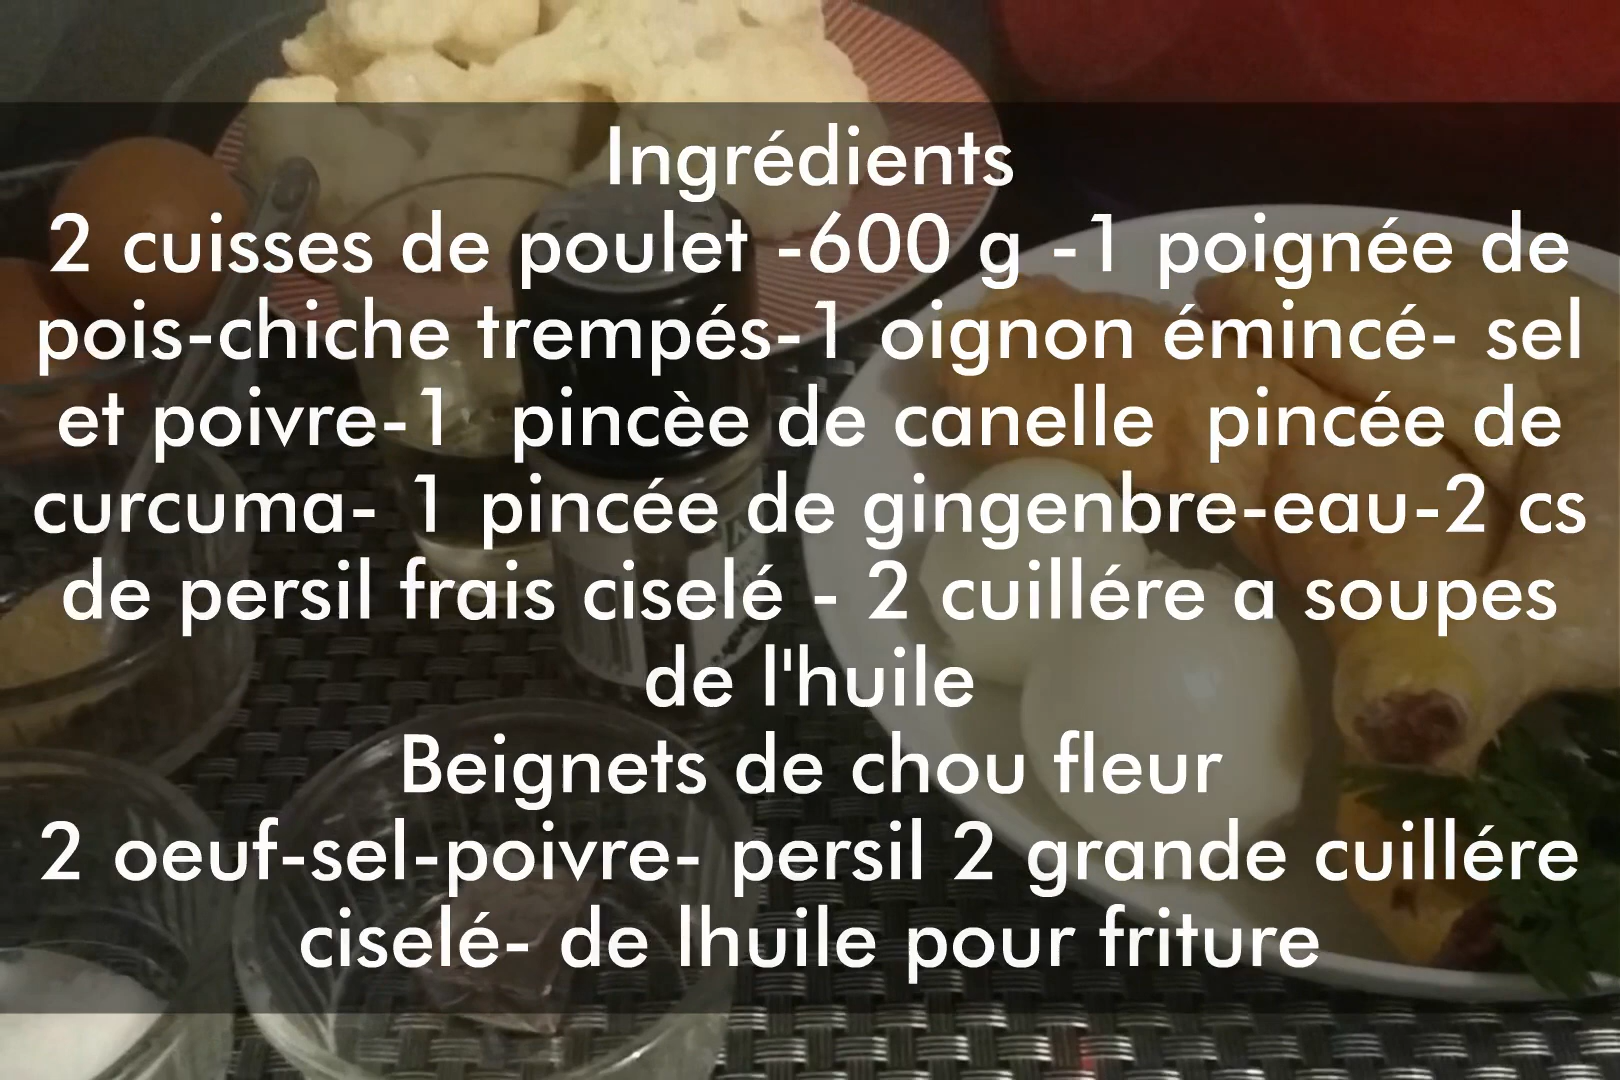 Ingrédients
2 cuisses de poulet -600 g -1 poignée de
pois-chiche trempés-1 oignon émincé- sel
et poivre-1  pincèe de canelle  pincée de
curcuma- 1 pincée de gingenbre-eau-2 cs
de persil frais ciselé - 2 cuillére a soupes
de l'huile
Beignets de chou fleur
2 oeuf-sel-poivre- persil 2 grande cuillére
ciselé- de lhuile pour friture